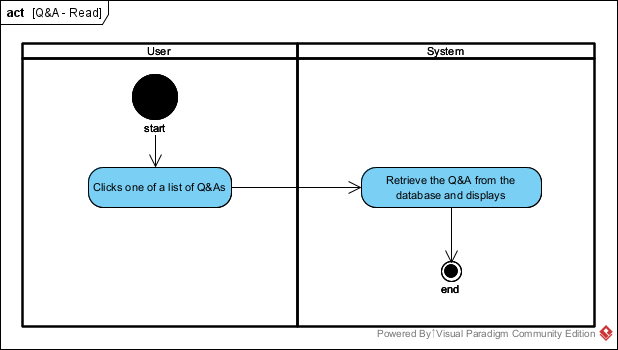 act [Q&A - Read]
User
System
start
Clicks one of a list of Q&As
Retrieve the Q&A from the
database and displays
end
Powered By Visual Paradigm Community Edition